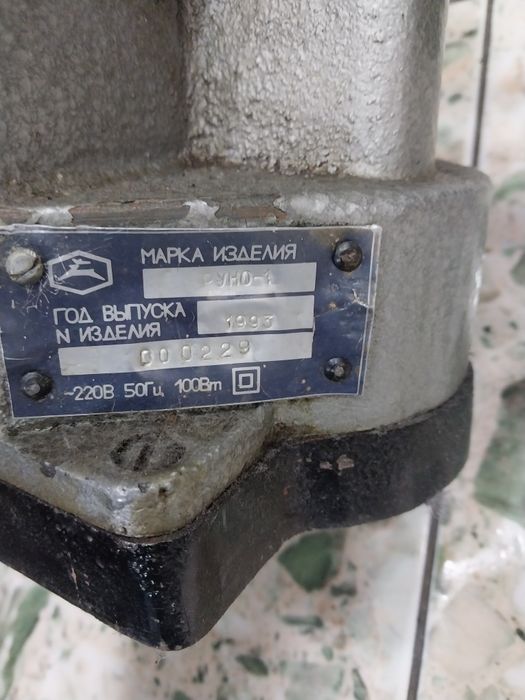 МАРКА ИЗДЕЛИЯ
РУНО-1
ГОД ВЫПУСКА 1993
N ИЗДЕЛИЯ
000229
~220В 50Гц 100Вт